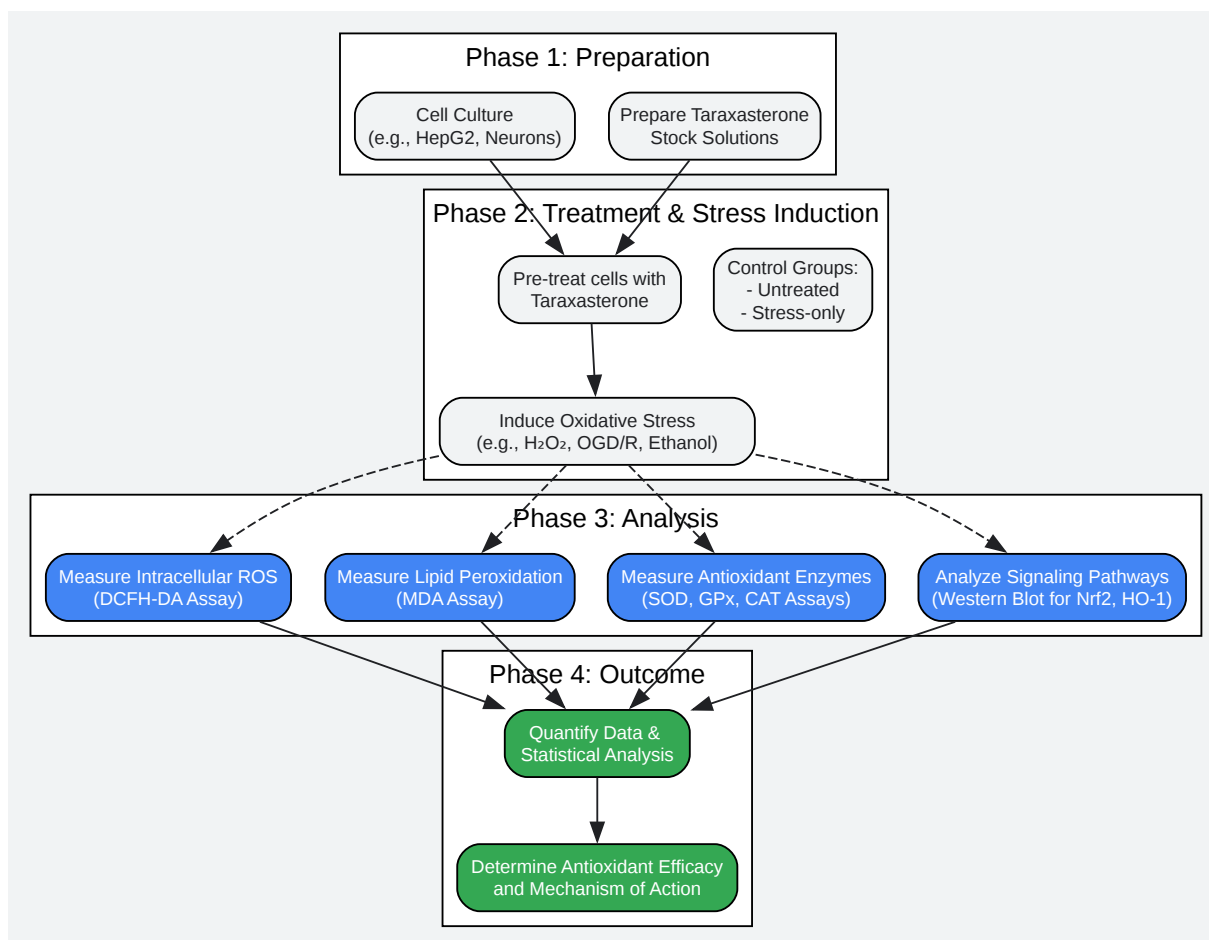 Phase 1: Preparation
Cell Culture
(e.g., HepG2, Neurons)
Prepare Taraxasterone
Stock Solutions
Phase 2: Treatment & Stress Induction
Pre-treat cells with
Taraxasterone
Control Groups:
- Untreated
- Stress-only
Induce Oxidative Stress
(e.g., H₂O₂, OGD/R, Ethanol)
Phase 3: Analysis
Measure Intracellular ROS
(DCFH-DA Assay)
Measure Lipid Peroxidation
(MDA Assay)
Measure Antioxidant Enzymes
(SOD, GPx, CAT Assays)
Analyze Signaling Pathways
(Western Blot for Nrf2, HO-1)
Phase 4: Outcome
Quantify Data &
Statistical Analysis
Determine Antioxidant Efficacy
and Mechanism of Action